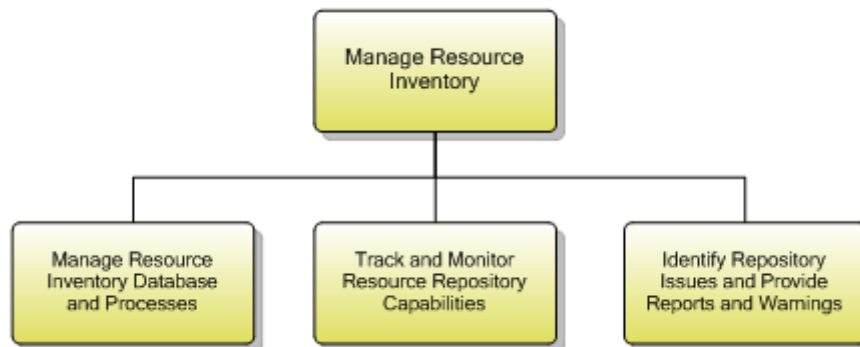 Manage Resource
Inventory
Manage Resource
Inventory Database
and Processes
Track and Monitor
Resource Repository
Capabilities
Identify Repository
Issues and Provide
Reports and Warnings